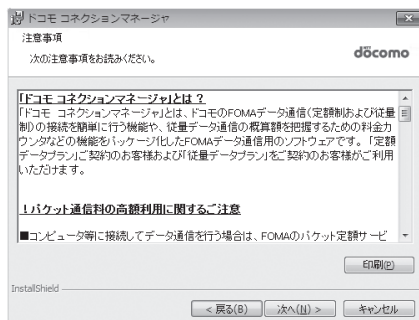 ドコモ コネクションマネージャ
注意事項
次の注意事項をお読みください。
döcomo
「ドコモ コネクションマネージャ」とは?
「ドコモ コネクションマネージャ」とは、ドコモのFOMAデータ通信(定額制および従量
制)の接続を簡単に行う機能や、従量データ通信の概算額を把握するための料金カ
ウンタなどの機能をパッケージ化したFOMAデータ通信用のソフトウェアです。「定額
データプラン」ご契約のお客様および「従量データプラン」をご契約のお客様がご利用
いただけます。
!パケット通信料の高額利用に関するご注意
■コンピュータ等に接続してデータ通信を行う場合は、FOMAのパケット定額サービ
印刷(P)
InstallShield
< 戻る(B)
次へ(N) >
キャンセル